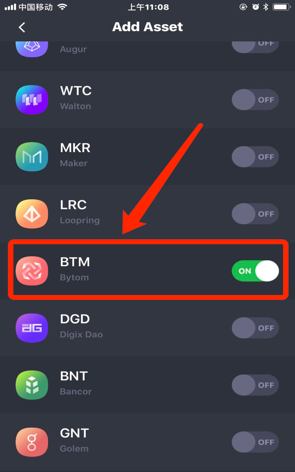 中国移动
上午11:08
Add Asset
Augur
OFF
WTC
Walton
OFF
MKR
Maker
OFF
LRC
Loopring
OFF
BTM
Bytom
ON
DGD
Digix Dao
OFF
BNT
Bancor
OFF
GNT
Golem
OFF